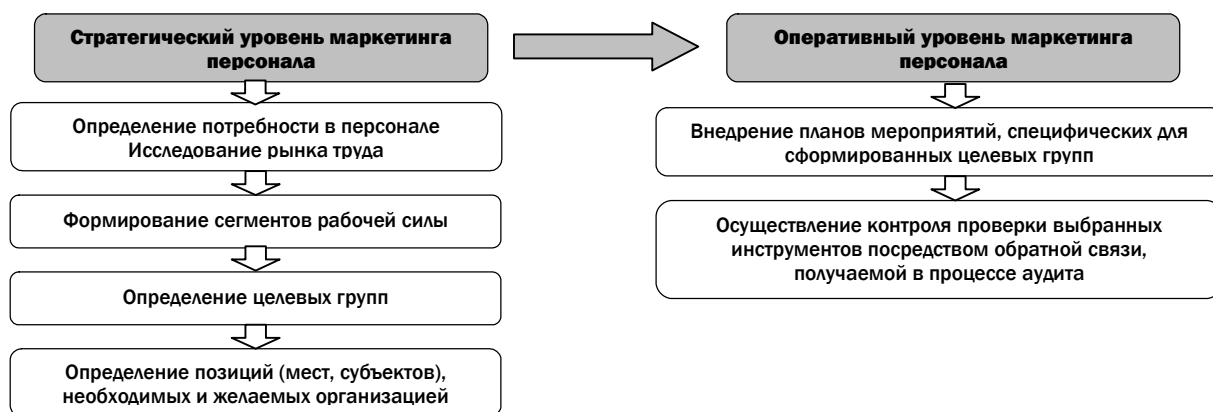 Стратегический уровень маркетинга
персонала
Определение потребности в персонале
Исследование рынка труда
Формирование сегментов рабочей силы
Определение целевых групп
Определение позиций (мест, субъектов),
необходимых и желаемых организацией
Оперативный уровень маркетинга
персонала
Внедрение планов мероприятий, специфических для
сформированных целевых групп
Осуществление контроля проверки выбранных
инструментов посредством обратной связи,
получаемой в процессе аудита